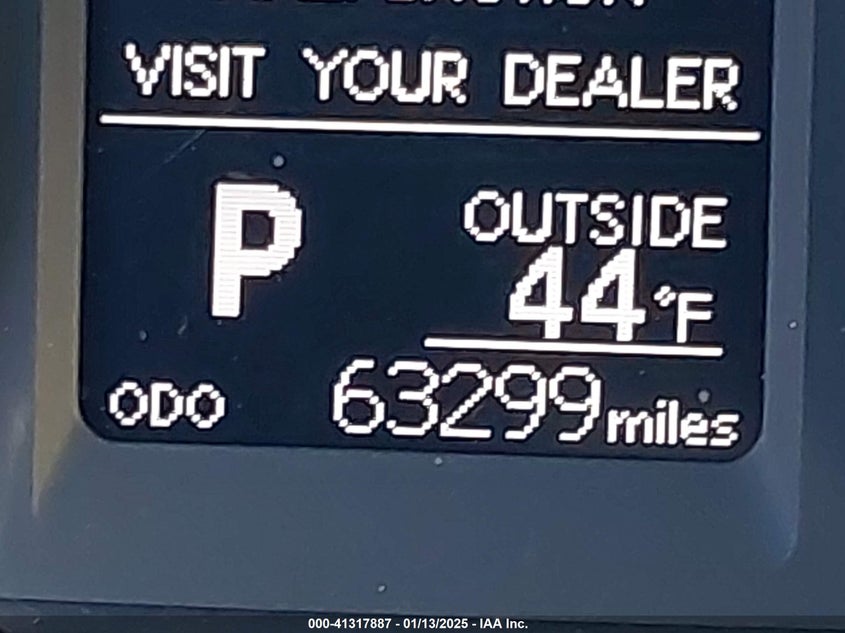 VISIT YOUR DEALER
P
OUTSIDE
44°F
ODO 63299 miles
000-41317887 - 01/13/2025 - IAA Inc.